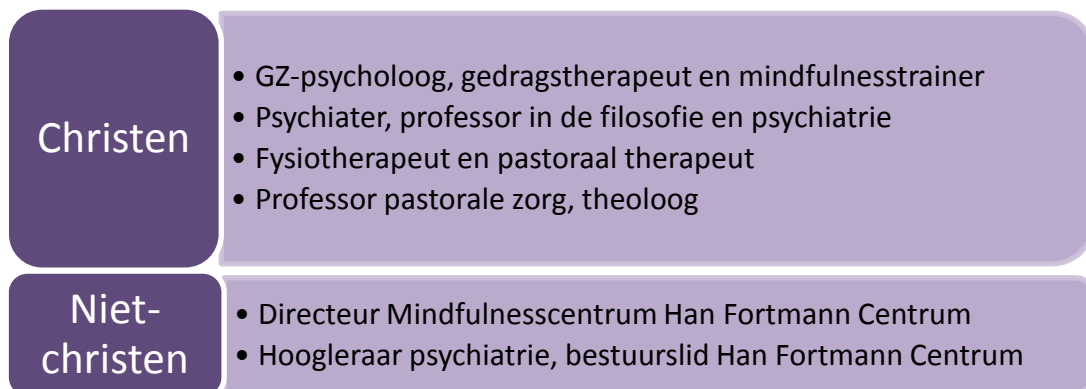 Christen
• GZ-psycholoog, gedragstherapeut en mindfulnesstrainer
• Psychiater, professor in de filosofie en psychiatrie
• Fysiotherapeut en pastoraal therapeut
• Professor pastorale zorg, theoloog
Niet-
christen
• Directeur Mindfulnesscentrum Han Fortmann Centrum
• Hoogleraar psychiatrie, bestuurslid Han Fortmann Centrum